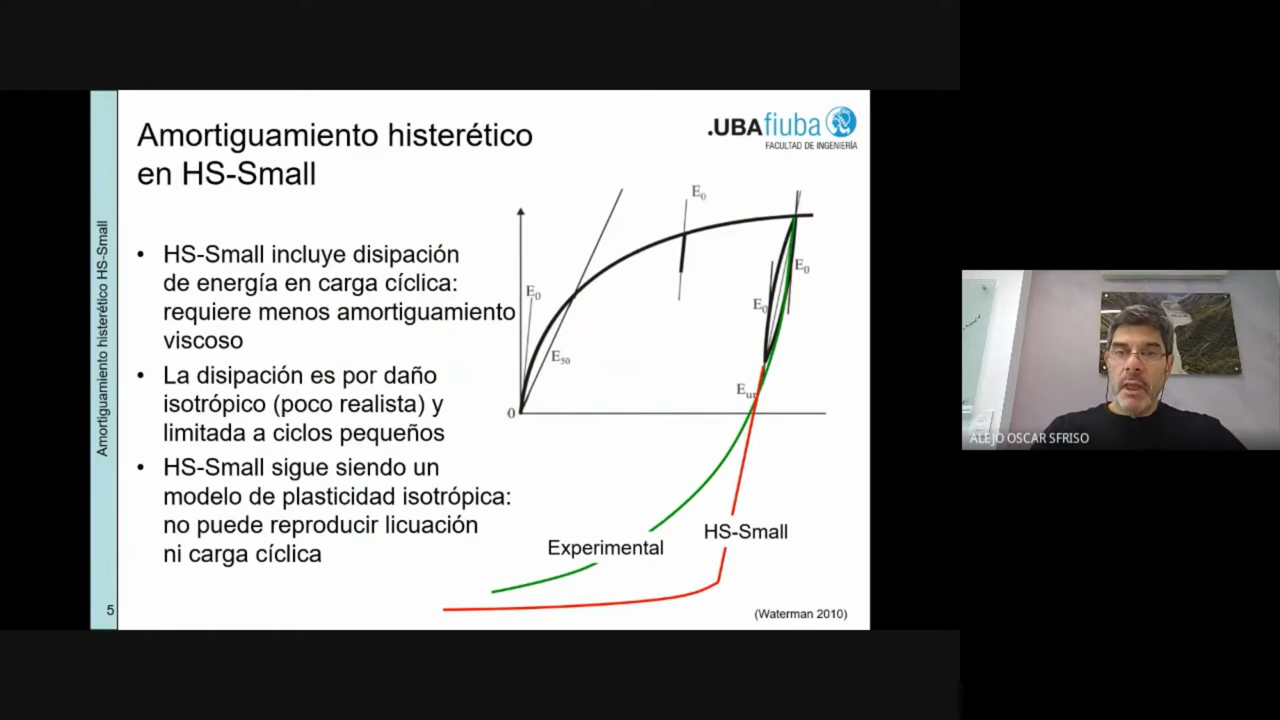 Amortiguamiento histerético
en HS-Small
.UBAfiuba
FACULTAD DE INGENIERÍA
Amortiguamiento histerético HS-Small
• HS-Small incluye disipación
de energía en carga cíclica:
requiere menos amortiguamiento
viscoso
• La disipación es por daño
isotrópico (poco realista) y
limitada a ciclos pequeños
• HS-Small sigue siendo un
modelo de plasticidad isotrópica:
no puede reproducir licuación
ni carga cíclica
E0
E0
E0
E0
E50
Eur
0
HS-Small
Experimental
(Waterman 2010)
5
ALEJO OSCAR SFRISO